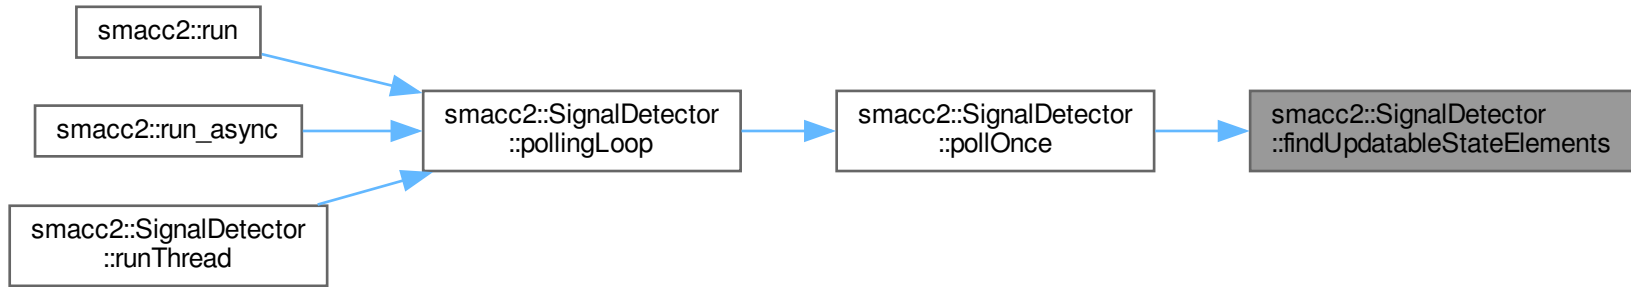 smacc2::run
smacc2::run_async
smacc2::SignalDetector
::runThread
smacc2::SignalDetector
::pollingLoop
smacc2::SignalDetector
::pollOnce
smacc2::SignalDetector
::findUpdatableStateElements